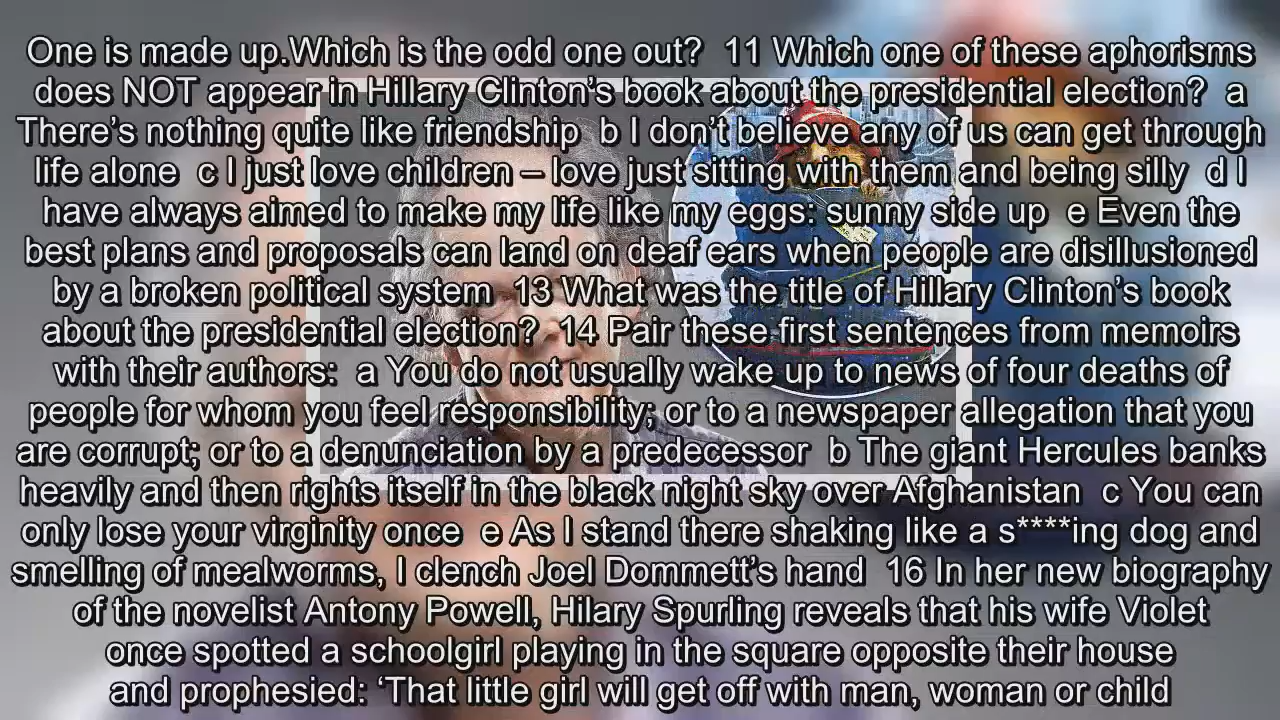 One is made up.Which is the odd one out?  11 Which one of these aphorisms
does NOT appear in Hillary Clinton’s book about the presidential election?  a
There’s nothing quite like friendship  b I don’t believe any of us can get through
life alone  c I just love children – love just sitting with them and being silly  d I
have always aimed to make my life like my eggs: sunny side up  e Even the
best plans and proposals can land on deaf ears when people are disillusioned
by a broken political system  13 What was the title of Hillary Clinton’s book
about the presidential election?  14 Pair these first sentences from memoirs
with their authors:  a You do not usually wake up to news of four deaths of
people for whom you feel responsibility; or to a newspaper allegation that you
are corrupt; or to a denunciation by a predecessor  b The giant Hercules banks
heavily and then rights itself in the black night sky over Afghanistan  c You can
only lose your virginity once  e As I stand there shaking like a s****ing dog and
smelling of mealworms, I clench Joel Dommett’s hand  16 In her new biography
of the novelist Antony Powell, Hilary Spurling reveals that his wife Violet
once spotted a schoolgirl playing in the square opposite their house
and prophesied: ‘That little girl will get off with man, woman or child